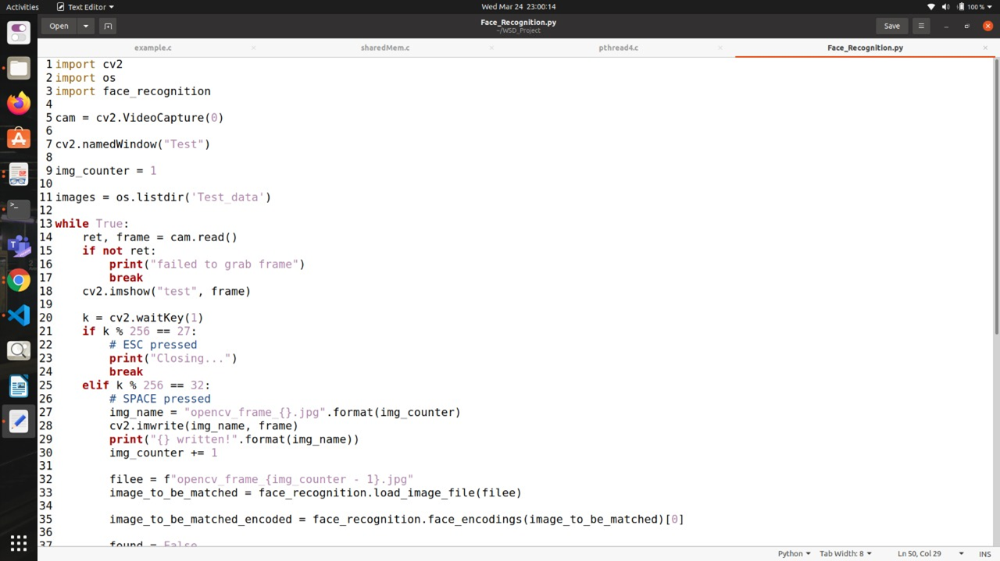 Activities
Text Editor
Wed Mar 24 23:00:14
100 %
Open
Face_Recognition.py
~/WSD_Project
Save
example.c
sharedMem.c
pthread4.c
Face_Recognition.py
1 import cv2
2 import os
3 import face_recognition
4
5 cam = cv2.VideoCapture(0)
6
7 cv2.namedWindow("Test")
8
9 img_counter = 1
10
11 images = os.listdir('Test_data')
12
13 while True:
14     ret, frame = cam.read()
15     if not ret:
16         print("failed to grab frame")
17         break
18     cv2.imshow("test", frame)
19
20     k = cv2.waitKey(1)
21     if k % 256 == 27:
22         # ESC pressed
23         print("Closing...")
24         break
25     elif k % 256 == 32:
26         # SPACE pressed
27         img_name = "opencv_frame_{}.jpg".format(img_counter)
28         cv2.imwrite(img_name, frame)
29         print("{} written!".format(img_name))
30         img_counter += 1
31
32         filee = f"opencv_frame_{img_counter - 1}.jpg"
33         image_to_be_matched = face_recognition.load_image_file(filee)
34
35         image_to_be_matched_encoded = face_recognition.face_encodings(image_to_be_matched)[0]
36
37         found = False
Python
Tab Width: 8
Ln 50, Col 29
INS